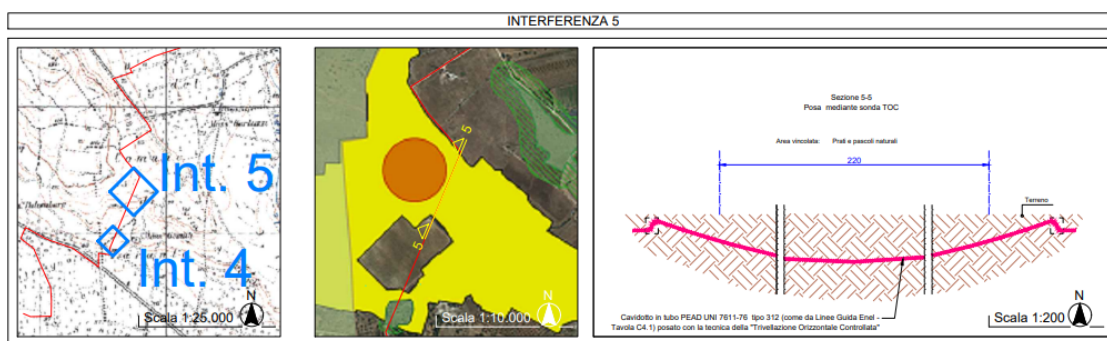 INTERFERENZA 5
Int. 5
Int. 4
N
Scala 1:25.000
5
5
N
Scala 1:10.000
Sezione 5-5
Posa mediante sonda TOC
Area vincolata: Prati e pascoli naturali
220
Terreno
Cavidotto in tubo PEAD UNI 7611-76 tipo 312 (come da Linee Guida Enel -
Tavola C4.1) posato con la tecnica della "Trivellazione Orizzontale Controllata"
N
Scala 1:200